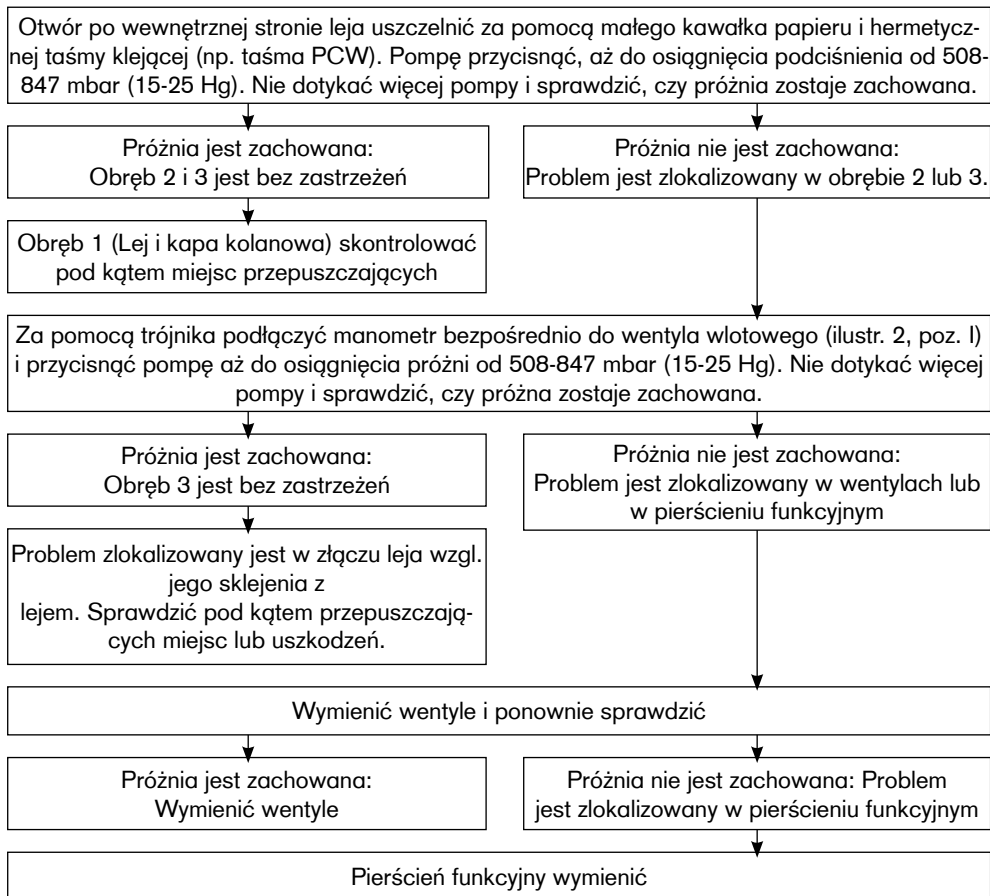 Otwór po wewnętrznej stronie leja uszczelnić za pomocą małego kawałka papieru i hermetycz-
nej taśmy klejącej (np. taśma PCW). Pompę przycisnąć, aż do osiągnięcia podciśnienia od 508-
847 mbar (15-25 Hg). Nie dotykać więcej pompy i sprawdzić, czy próżnia zostaje zachowana.
Próżnia jest zachowana:
Obręb 2 i 3 jest bez zastrzeżeń
Próżnia nie jest zachowana:
Problem jest zlokalizowany w obrębie 2 lub 3.
Obręb 1 (Lej i kapa kolanowa) skontrolować
pod kątem miejsc przepuszczających
Za pomocą trójnika podłączyć manometr bezpośrednio do wentyla wlotowego (ilustr. 2, poz. I)
i przycisnąć pompę aż do osiągnięcia próżni od 508-847 mbar (15-25 Hg). Nie dotykać więcej
pompy i sprawdzić, czy próżna zostaje zachowana.
Próżnia jest zachowana:
Obręb 3 jest bez zastrzeżeń
Próżnia nie jest zachowana:
Problem jest zlokalizowany w wentylach lub
w pierścieniu funkcyjnym
Problem zlokalizowany jest w złączu leja wzgl.
jego sklejenia z
lejem. Sprawdzić pod kątem przepuszczają-
cych miejsc lub uszkodzeń.
Wymienić wentyle i ponownie sprawdzić
Próżnia jest zachowana:
Wymienić wentyle
Próżnia nie jest zachowana: Problem
jest zlokalizowany w pierścieniu funkcyjnym
Pierścień funkcyjny wymienić